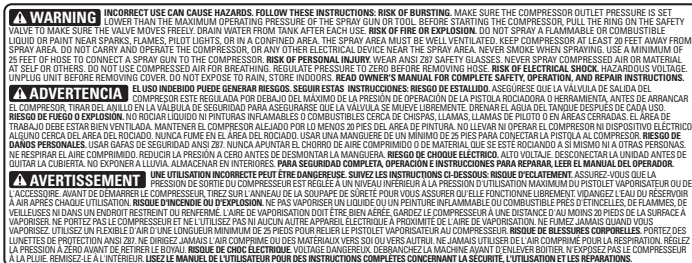 WARNING INCORRECT USE CAN CAUSE HAZARDS. FOLLOW THESE INSTRUCTIONS: RISK OF BURSTING. MAKE SURE THE COMPRESSOR OUTLET PRESSURE IS SET
LOWER THAN THE MAXIMUM OPERATING PRESSURE OF THE SPRAY GUN OR TOOL. BEFORE STARTING THE COMPRESSOR, PULL THE RING ON THE SAFETY
VALVE TO MAKE SURE THE VALVE MOVES FREELY. DRAIN WATER FROM TANK AFTER EACH USE. RISK OF FIRE OR EXPLOSION. DO NOT SPRAY A FLAMMABLE OR COMBUSTIBLE
LIQUID OR PAINT NEAR SPARKS, FLAMES, PILOT LIGHTS, OR IN A CONFINED AREA. THE SPRAY AREA MUST BE WELL VENTILATED. KEEP COMPRESSOR AT LEAST 20 FEET AWAY FROM
SPRAY AREA. DO NOT CARRY AND OPERATE THE COMPRESSOR, OR ANY OTHER ELECTRICAL DEVICE NEAR THE SPRAY AREA. NEVER SMOKE WHEN SPRAYING. USE A MINIMUM OF
25 FEET OF HOSE TO CONNECT A SPRAY GUN TO THE COMPRESSOR. RISK OF PERSONAL INJURY. WEAR ANSI Z87 SAFETY GLASSES. NEVER SPRAY COMPRESSED AIR OR MATERIAL
AT SELF OR OTHERS. DO NOT USE COMPRESSED AIR FOR BREATHING. REGULATE PRESSURE TO ZERO BEFORE REMOVING HOSE. RISK OF ELECTRICAL SHOCK. HAZARDOUS VOLTAGE.
UNPLUG UNIT BEFORE REMOVING COVER. DO NOT EXPOSE TO RAIN, STORE INDOORS. READ OWNER'S MANUAL FOR COMPLETE SAFETY, OPERATION, AND REPAIR INSTRUCTIONS.
ADVERTENCIA EL USO INDEBIDO PUEDE GENERAR RIESGOS. SEGUIR ESTAS INSTRUCCIONES: RIESGO DE ESTALLIDO. ASEGÚRESE QUE LA VÁLVULA DE SALIDA DEL
COMPRESOR ESTE REGULADA POR DEBAJO DEL MÁXIMO DE LA PRESIÓN DE OPERACIÓN DE LA PISTOLA ROCIADORA O HERRAMIENTA, ANTES DE ARRANCAR
EL COMPRESOR, TIRAR DEL ANILLO EN LA VÁLBULA DE SEGURIDAD PARA ASEGURARSE QUE LA VÁLVULA SE MUEVE LIBREMENTE. DRENAR EL AGUA DEL TANQUE DESPUÉS DE CADA USO.
RIESGO DE FUEGO O EXPLOSIÓN. NO ROCIAR LÍQUIDO NI PINTURAS INFLAMABLES O COMBUSTIBLES CERCA DE CHISPAS, LLAMAS, LLAMAS DE PILOTO O EN ÁREAS CERRADAS. EL ÁREA DE
TRABAJO DEBE ESTAR BIEN VENTILADA. MANTENER EL COMPRESOR ALEJADO POR LO MENOS 20 PIES DEL ÁREA DE PINTURA. NO LLEVAR NI OPERAR EL COMPRESOR NI DISPOSITIVO ELÉCTRICO
ALGUNO CERCA DEL ÁREA DEL ROCIADO. NUNCA FUME EN EL ÁREA DEL ROCIADO. USAR UNA MANGUERA DE UN MÍNIMO DE 25 PIES PARA CONECTAR LA PISTOLA AL COMPRESOR. RIESGO DE
DAÑOS PERSONALES. USAR GAFAS DE SEGURIDAD ANSI Z87. NUNCA APUNTAR EL CHORRO DE AIRE COMPRIMIDO O DE MATERIAL QUE SE ESTÉ ROCIANDO A SÍ MISMO NI A OTRAS PERSONAS.
NE RESPIRAR EL AIRE COMPRIMIDO. REDUCIR LA PRESIÓN A CERO ANTES DE DESMONTAR LA MANGUERA. RIESGO DE CHOQUE ELÉCTRICO. ALTO VOLTAJE. DESCONECTAR LA UNIDAD ANTES DE
QUITAR LA CUBIERTA. NO EXPONER A LLUVIA. ALMACENAR EN INTERIORES. PARA SEGURIDAD COMPLETA, OPERACIÓN E INSTRUCCIONES PARA REPARAR, LEER EL MANUAL DEL OPERADOR.
AVERTISSEMENT UNE UTILISATION INCORRECTE PEUT ÊTRE DANGEREUSE. SUIVEZ LES INSTRUCTIONS CI-DESSOUS: RISQUE D'ECLATEMENT. ASSUREZ-VOUS QUE LA
PRESSION DE SORTIE DU COMPRESSEUR EST RÉGLÉE À UN NIVEAU INFÉRIEUR À LA PRESSION D'UTILISATION MAXIMUM DU PISTOLET VAPORISATEUR OU DE
L'ACCESSOIRE. AVANT DE DÉMARRER LE COMPRESSEUR, TIREZ SUR L'ANNEAU DE LA SOUPAPE DE SÛRETÉ POUR VOUS ASSURER QU'ELLE FONCTIONNE LIBREMENT. VIDANGEZ L'EAU DU RÉSERVOIR
À AIR APRÈS CHAQUE UTILISATION. RISQUE D'INCENDIE OU D'EXPLOSION. NE PAS VAPORISER UN LIQUIDE OU UN PEINTURE INFLAMMABLE OU COMBUSTIBLE PRÈS D'ÉTINCELLES, DE FLAMMES, DE
VEILLEUSES NI DANS UN ENDROIT RESTREINT OU RENFERMÉ. L'AIRE DE VAPORISATION DOIT ÊTRE BIEN AÉRÉE, GARDEZ LE COMPRESSEUR À UNE DISTANCE D'AU MOINS 20 PIEDS DE LA SURFACE À
VAPORISER. NE PORTEZ PAS LE COMPRESSEUR ET NE L'UTILISEZ PAS NI AUCUN AUTRE APPAREIL ÉLECTRIQUE À PROXIMITÉ DE L'AIRE DE VAPORISATION. NE FUMEZ JAMAIS QUAND VOUS
VAPORISEZ. UTILISEZ UN FLEXIBLE D'AIR D'UNE LONGUEUR MINIMUM DE 25 PIEDS POUR RELIER LE PISTOLET VAPORISATEUR AU COMPRESSEUR. RISQUE DE BLESSURES CORPORELLES. PORTEZ DES
LUNETTES DE PROTECTION ANSI Z87. NE DIRIGEZ JAMAIS L'AIR COMPRIMÉ OU DES MATÉRIAUX VERS SOI OU VERS AUTRUI. NE JAMAIS UTILISER DE L'AIR COMPRIMÉ POUR LA RESPIRATION. RÉGLEZ
LA PRESSION À ZÉRO AVANT DE RETIRER LE BOYAU. RISQUE DE CHOC ÉLECTRIQUE. VOLTAGE DANGEREUX. DEBRANCHEZ LA MACHINE AVANT D'ENLEVER BOITIER. N'EXPOSEZ PAS LE COMPRESSEUR
À LA PLUIE. REMISEZ-LE À L'INTÉRIEUR. LISEZ LE MANUEL DE L'UTILISATEUR POUR DES INSTRUCTIONS COMPLETES CONCERNANT LA SÉCURITÉ, L'UTILISATION ET LES RÉPARATIONS.